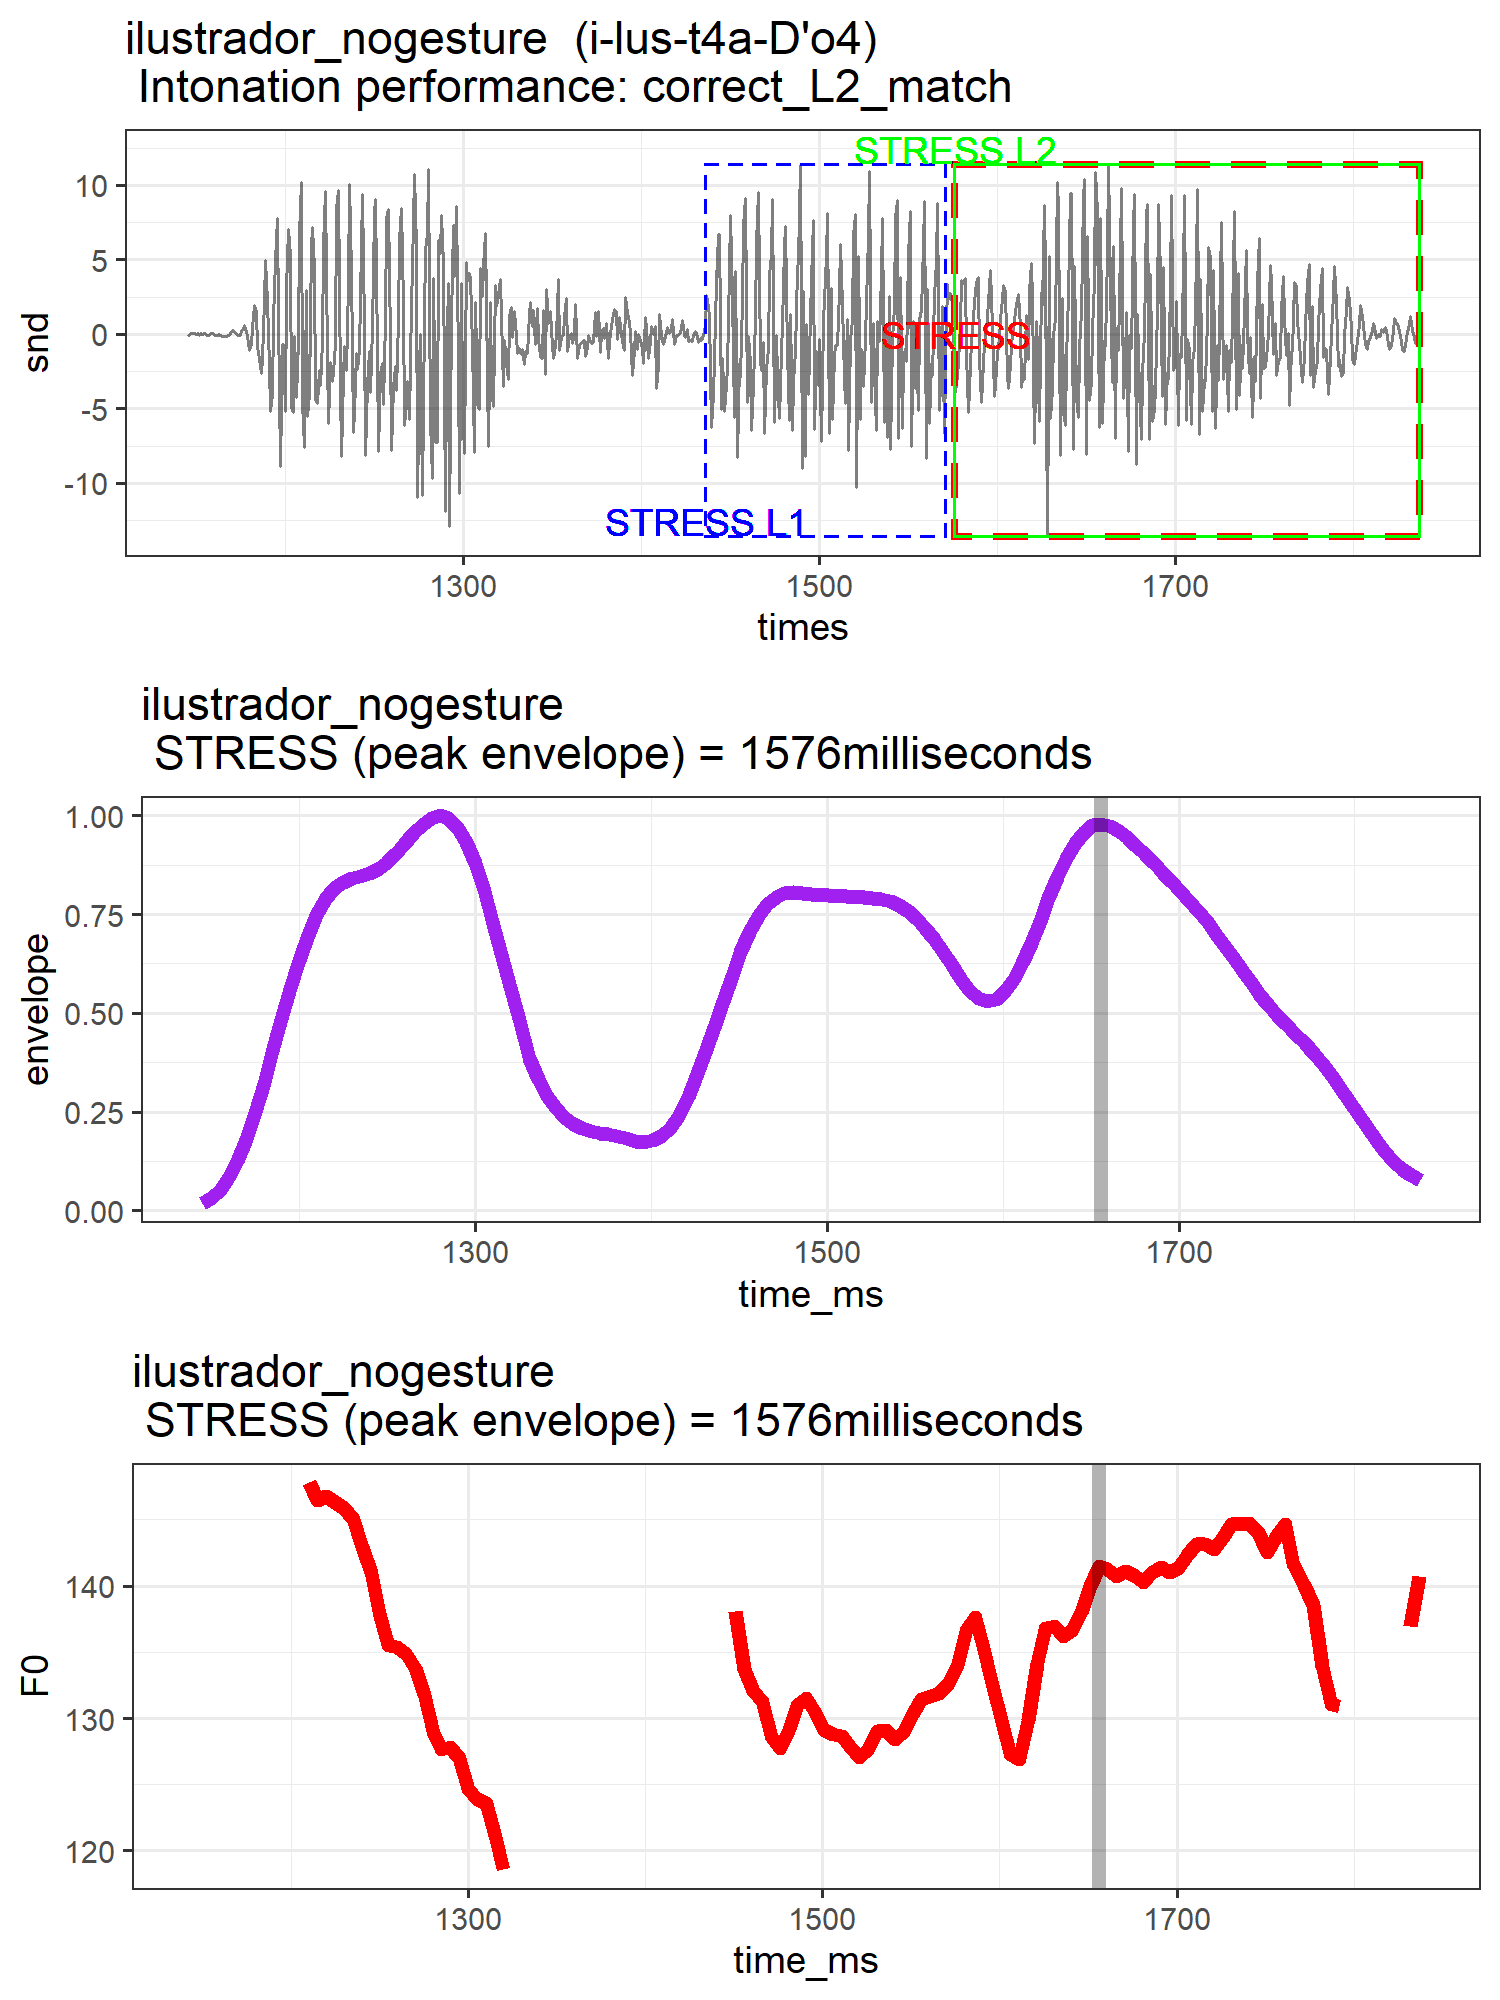 ilustrador_nogesture  (i-lus-t4a-D'o4)
Intonation performance: correct_L2_match
STRESS L2
10
5
0
-5
-10
snd
STRESS
STRESS L1
1300 1500 1700
times
ilustrador_nogesture
STRESS (peak envelope) = 1576milliseconds
1.00
0.75
0.50
0.25
0.00
envelope
1300 1500 1700
time_ms
ilustrador_nogesture
STRESS (peak envelope) = 1576milliseconds
140
130
120
F0
1300 1500 1700
time_ms